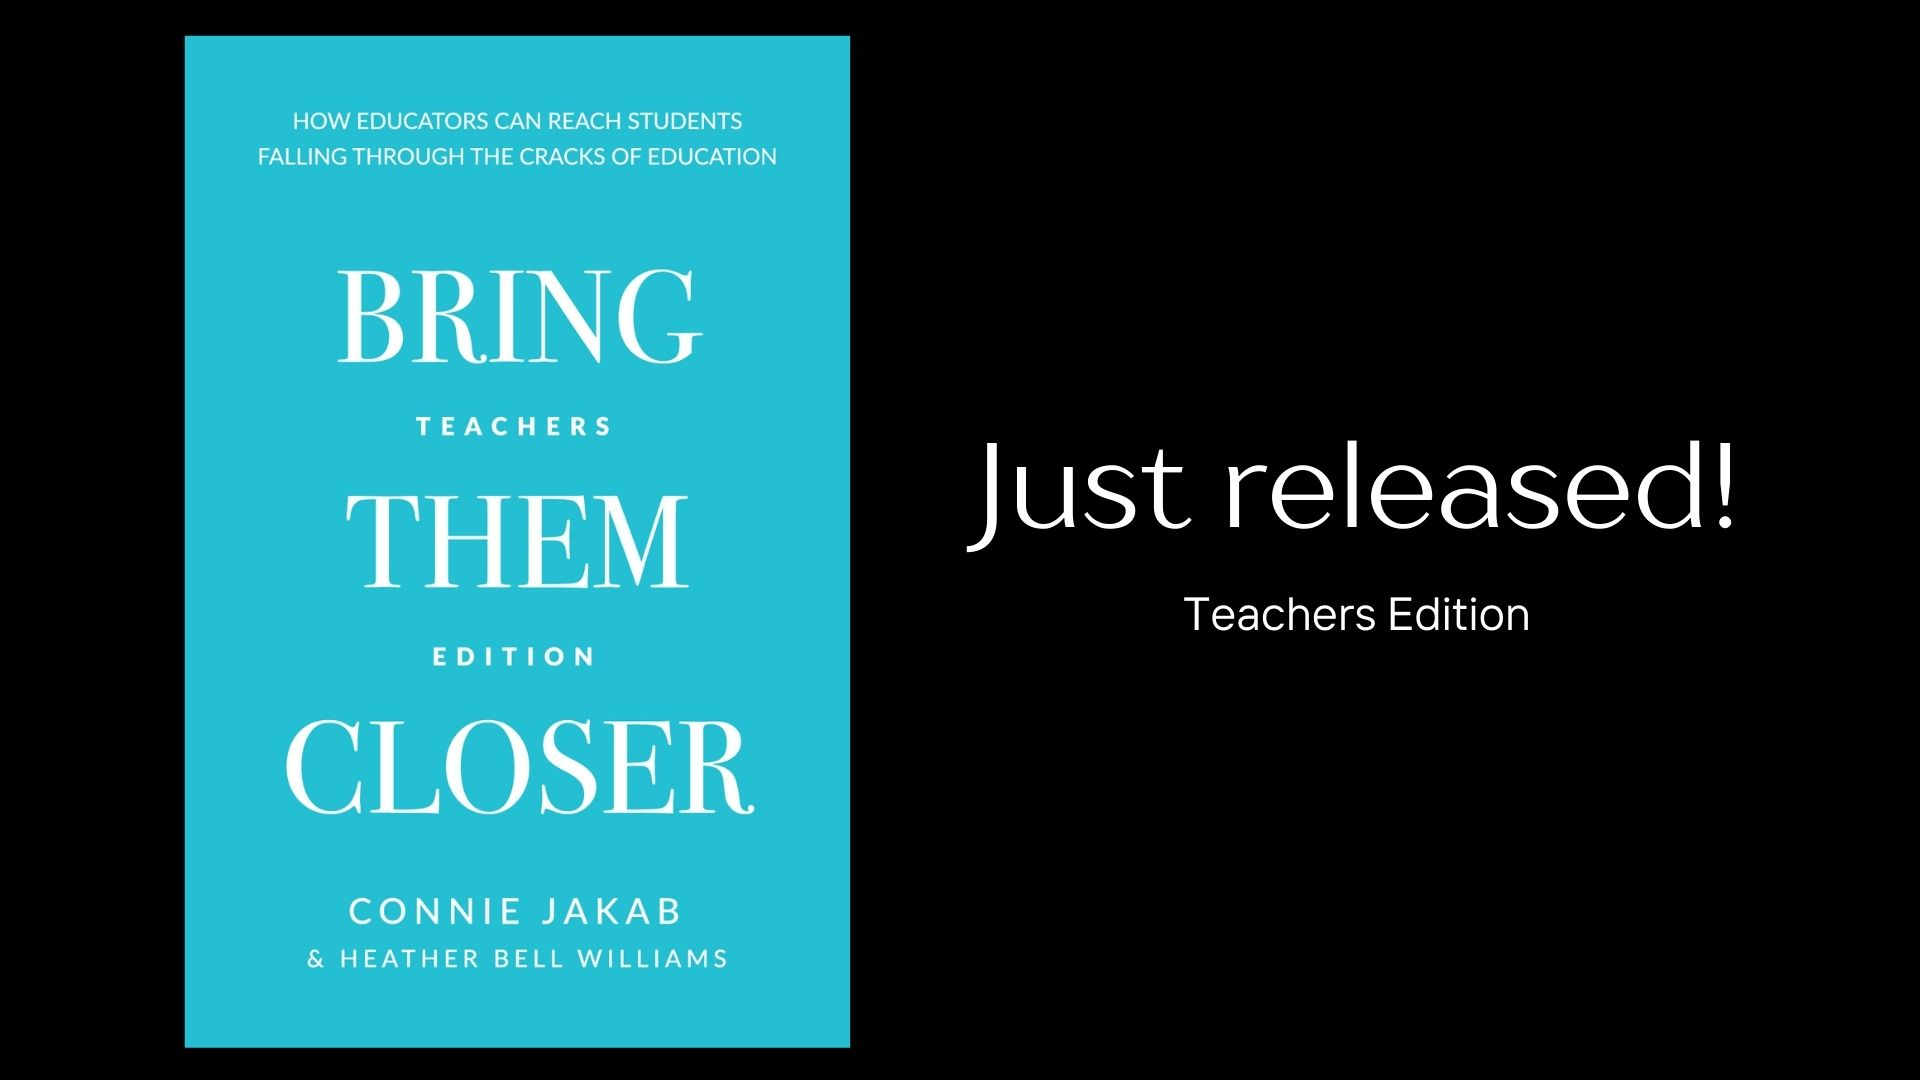 HOW EDUCATORS CAN REACH STUDENTS
FALLING THROUGH THE CRACKS OF EDUCATION
BRING
TEACHERS
THEM
EDITION
CLOSER
CONNIE JAKAB
& HEATHER BELL WILLIAMS
Just released!
Teachers Edition